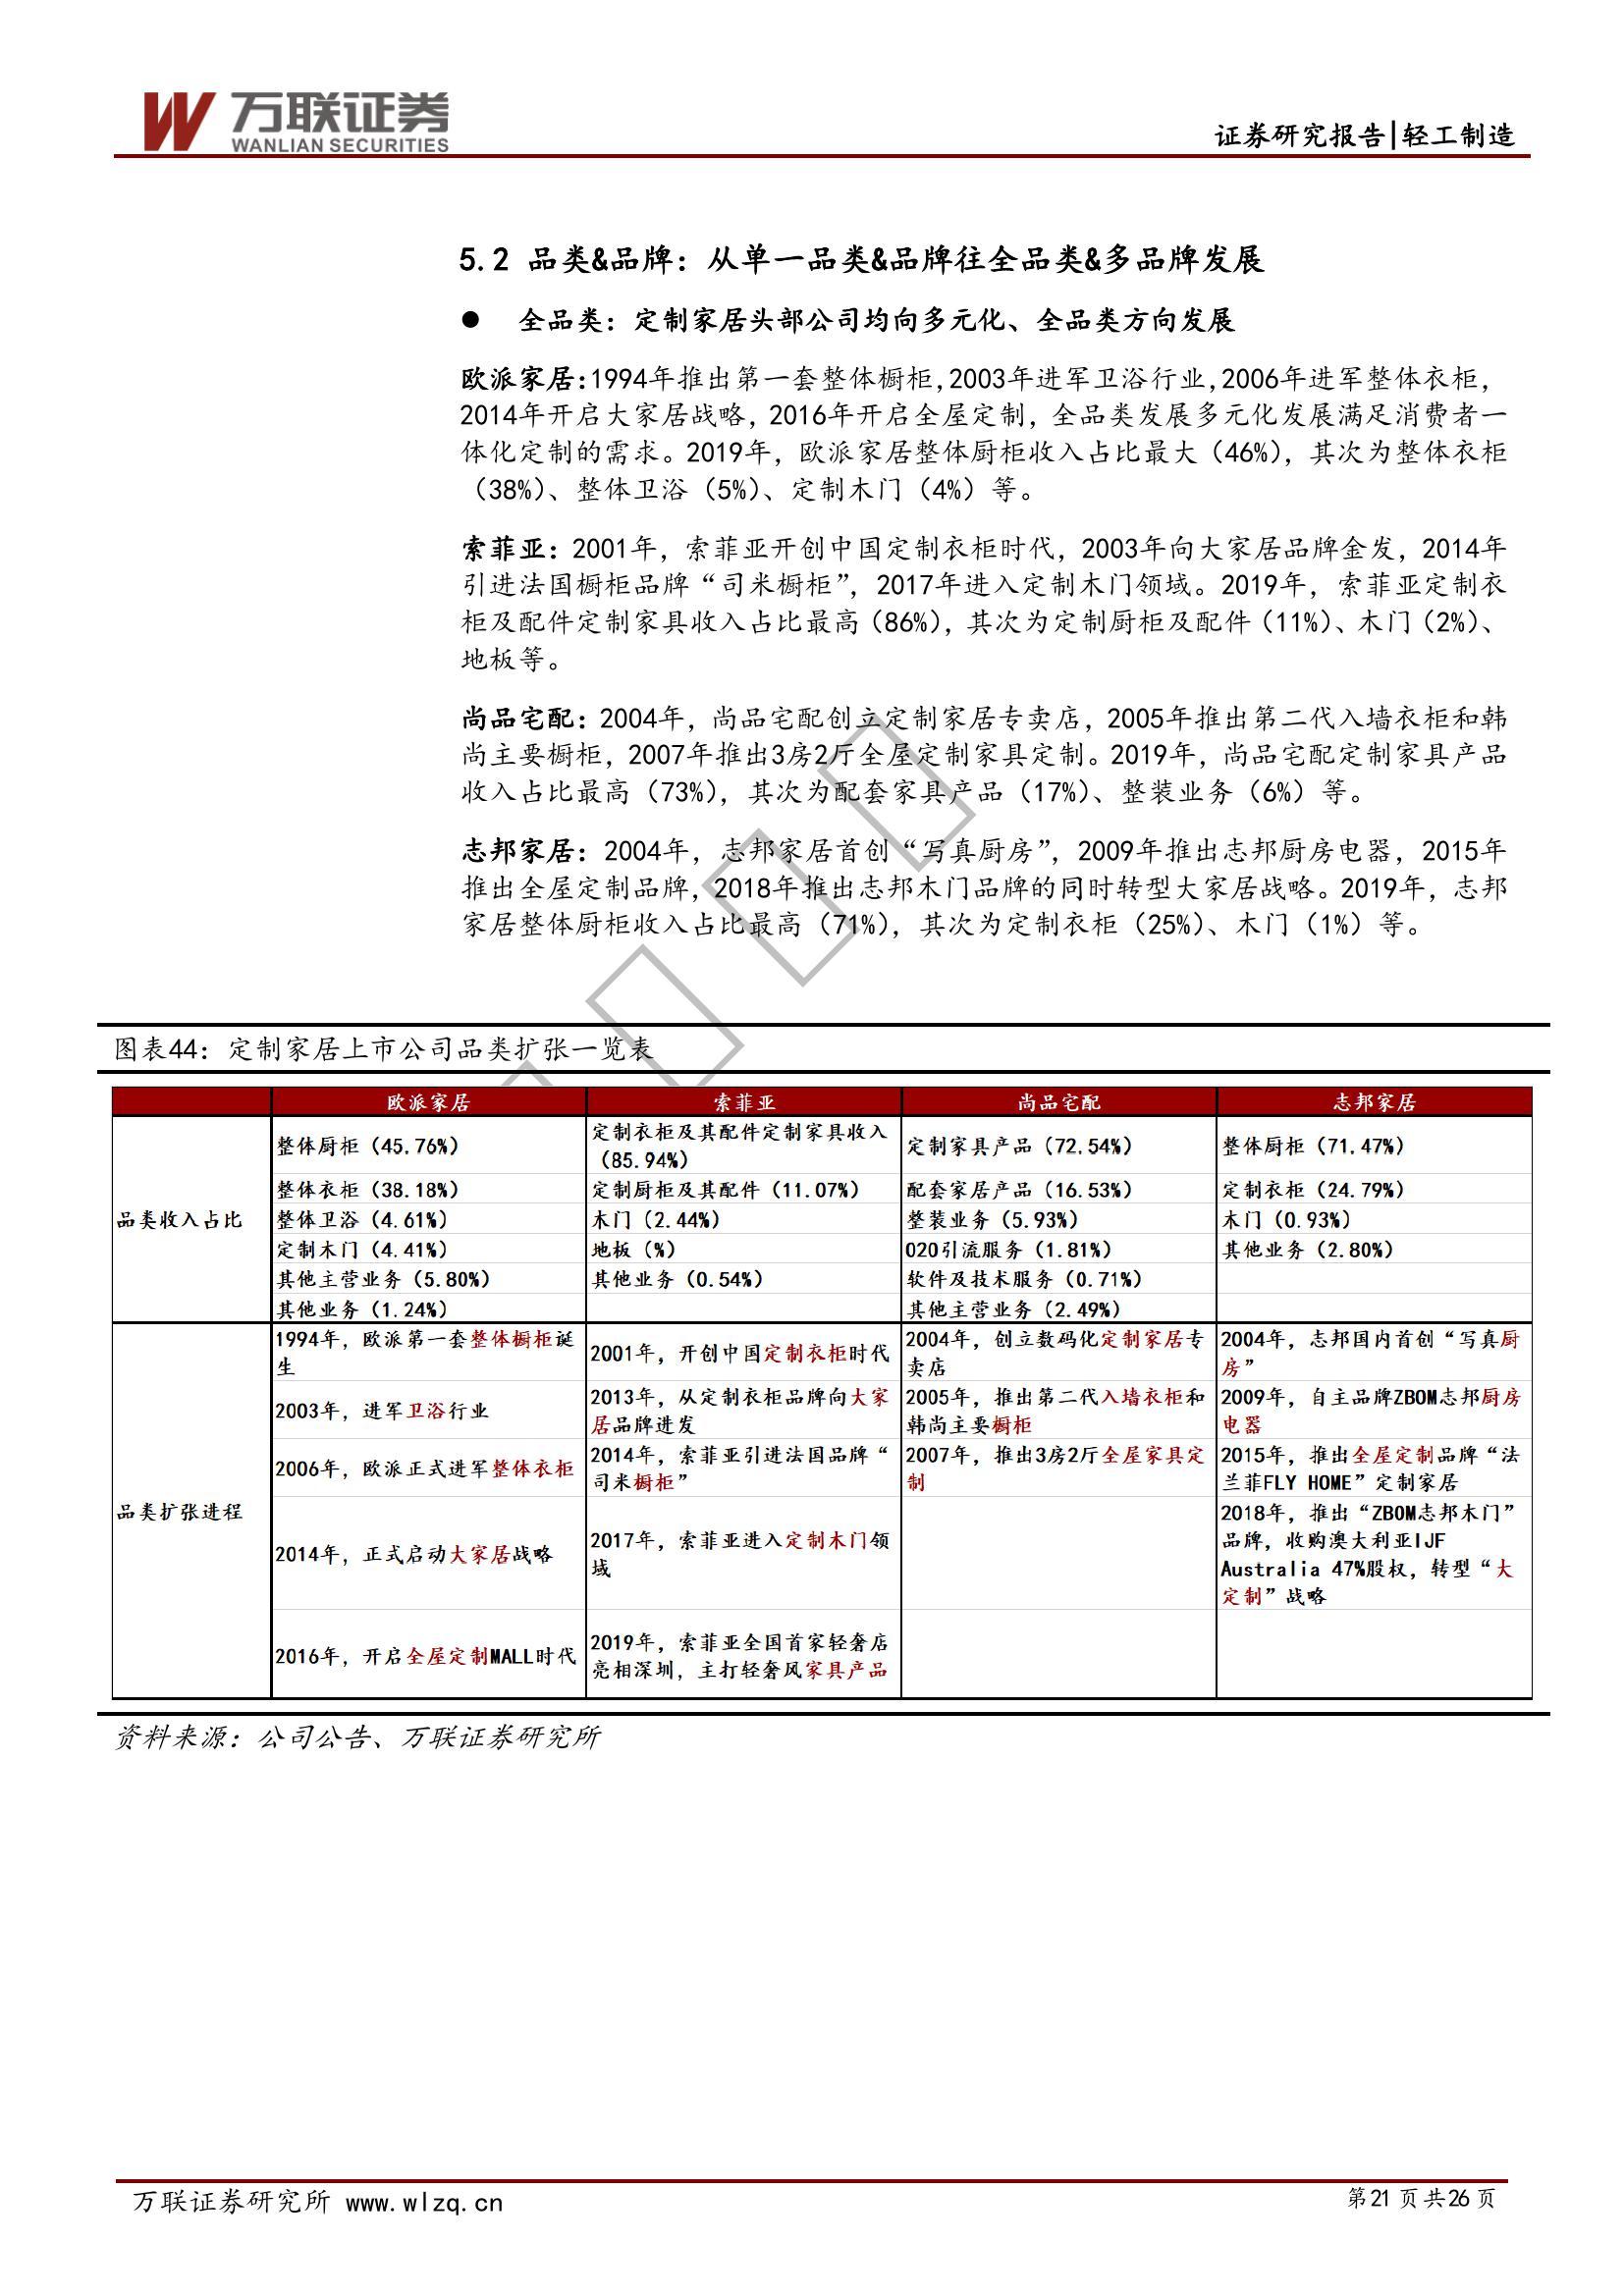 万联证券
WANLIAN SECURITIES
证券研究报告|轻工制造
5.2 品类&品牌：从单一品类&品牌往全品类&多品牌发展
● 全品类：定制家居头部公司均向多元化、全品类方向发展
欧派家居：1994年推出第一套整体橱柜，2003年进军卫浴行业，2006年进军整体衣柜，
2014年开启大家居战略，2016年开启全屋定制，全品类发展多元化发展满足消费者一
体化定制的需求。2019年，欧派家居整体厨柜收入占比最大（46%），其次为整体衣柜
（38%）、整体卫浴（5%）、定制木门（4%）等。
索菲亚：2001年，索菲亚开创中国定制衣柜时代，2003年向大家居品牌金发，2014年
引进法国橱柜品牌“司米橱柜”，2017年进入定制木门领域。2019年，索菲亚定制衣
柜及配件定制家具收入占比最高（86%），其次为定制厨柜及配件（11%）、木门（2%）、
地板等。
尚品宅配：2004年，尚品宅配创立定制家居专卖店，2005年推出第二代入墙衣柜和韩
尚主要橱柜，2007年推出3房2厅全屋定制家具定制。2019年，尚品宅配定制家具产品
收入占比最高（73%），其次为配套家具产品（17%）、整装业务（6%）等。
志邦家居：2004年，志邦家居首创“写真厨房”，2009年推出志邦厨房电器，2015年
推出全屋定制品牌，2018年推出志邦木门品牌的同时转型大家居战略。2019年，志邦
家居整体厨柜收入占比最高（71%），其次为定制衣柜（25%）、木门（1%）等。
图表44：定制家居上市公司品类扩张一览表
欧派家居 索菲亚 尚品宅配 志邦家居
品类收入占比
整体厨柜（45.76%） 定制衣柜及其配件定制家具收入（85.94%） 定制家具产品（72.54%） 整体厨柜（71.47%）
整体衣柜（38.18%） 定制厨柜及其配件（11.07%） 配套家居产品（16.53%） 定制衣柜（24.79%）
整体卫浴（4.61%） 木门（2.44%） 整装业务（5.93%） 木门（0.93%）
定制木门（4.41%） 地板（%） O2O引流服务（1.81%） 其他业务（2.80%）
其他主营业务（5.80%） 其他业务（0.54%） 软件及技术服务（0.71%）
其他业务（1.24%） 其他主营业务（2.49%）
品类扩张进程
1994年，欧派第一套整体橱柜诞生 2001年，开创中国定制衣柜时代 2004年，创立数码化定制家居专卖店 2004年，志邦国内首创“写真厨房”
2003年，进军卫浴行业 2013年，从定制衣柜品牌向大家居品牌进发 2005年，推出第二代入墙衣柜和韩尚主要橱柜 2009年，自主品牌ZBOM志邦厨房电器
2006年，欧派正式进军整体衣柜 2014年，索菲亚引进法国品牌“司米橱柜” 2007年，推出3房2厅全屋家具定制 2015年，推出全屋定制品牌“法兰菲FLY HOME”定制家居
2014年，正式启动大家居战略 2017年，索菲亚进入定制木门领域 2018年，推出“ZBOM志邦木门”品牌，收购澳大利亚IJF Australia 47%股权，转型“大定制”战略
2016年，开启全屋定制MALL时代 2019年，索菲亚全国首家轻奢店亮相深圳，主打轻奢风家具产品
资料来源：公司公告、万联证券研究所
万联证券研究所 www.wlzq.cn
第21 页 共26 页